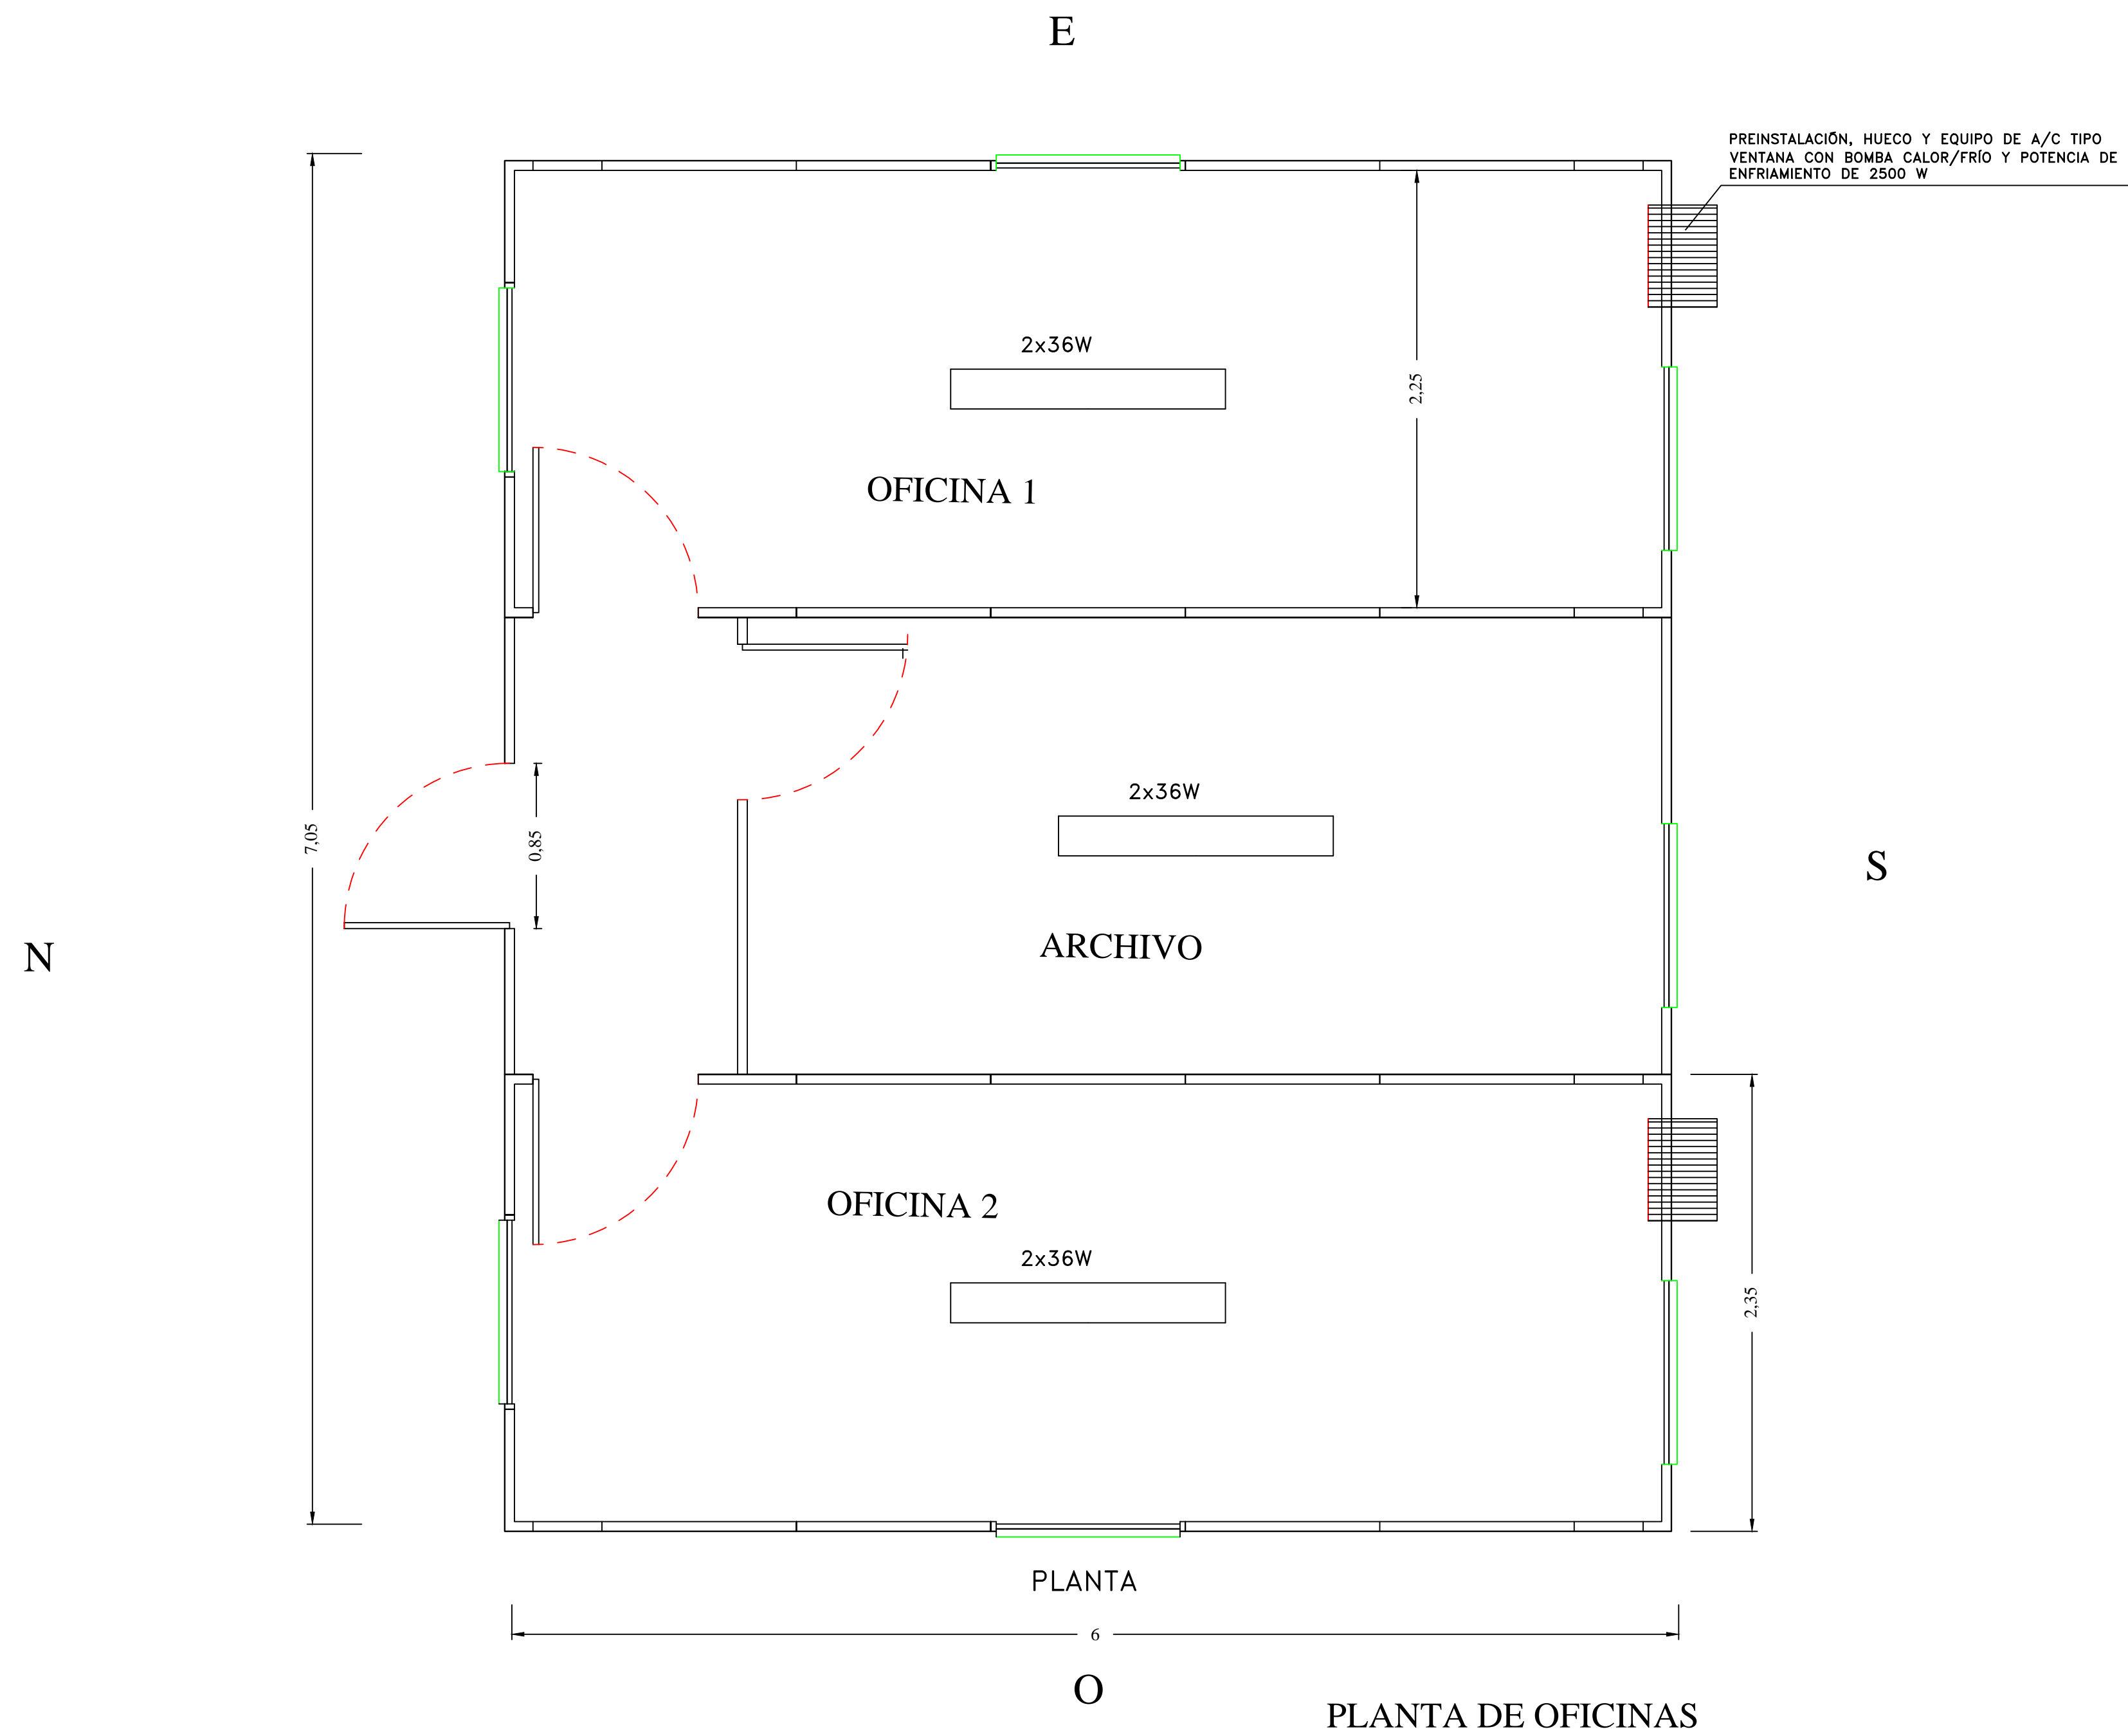 E
PREINSTALACIÓN, HUECO Y EQUIPO DE A/C TIPO
VENTANA CON BOMBA CALOR/FRÍO Y POTENCIA DE
ENFRIAMIENTO DE 2500 W
2x36W
2,25
OFICINA 1
2x36W
7,05
0,85
S
ARCHIVO
N
OFICINA 2
2x36W
2,35
PLANTA
6
O
PLANTA DE OFICINAS